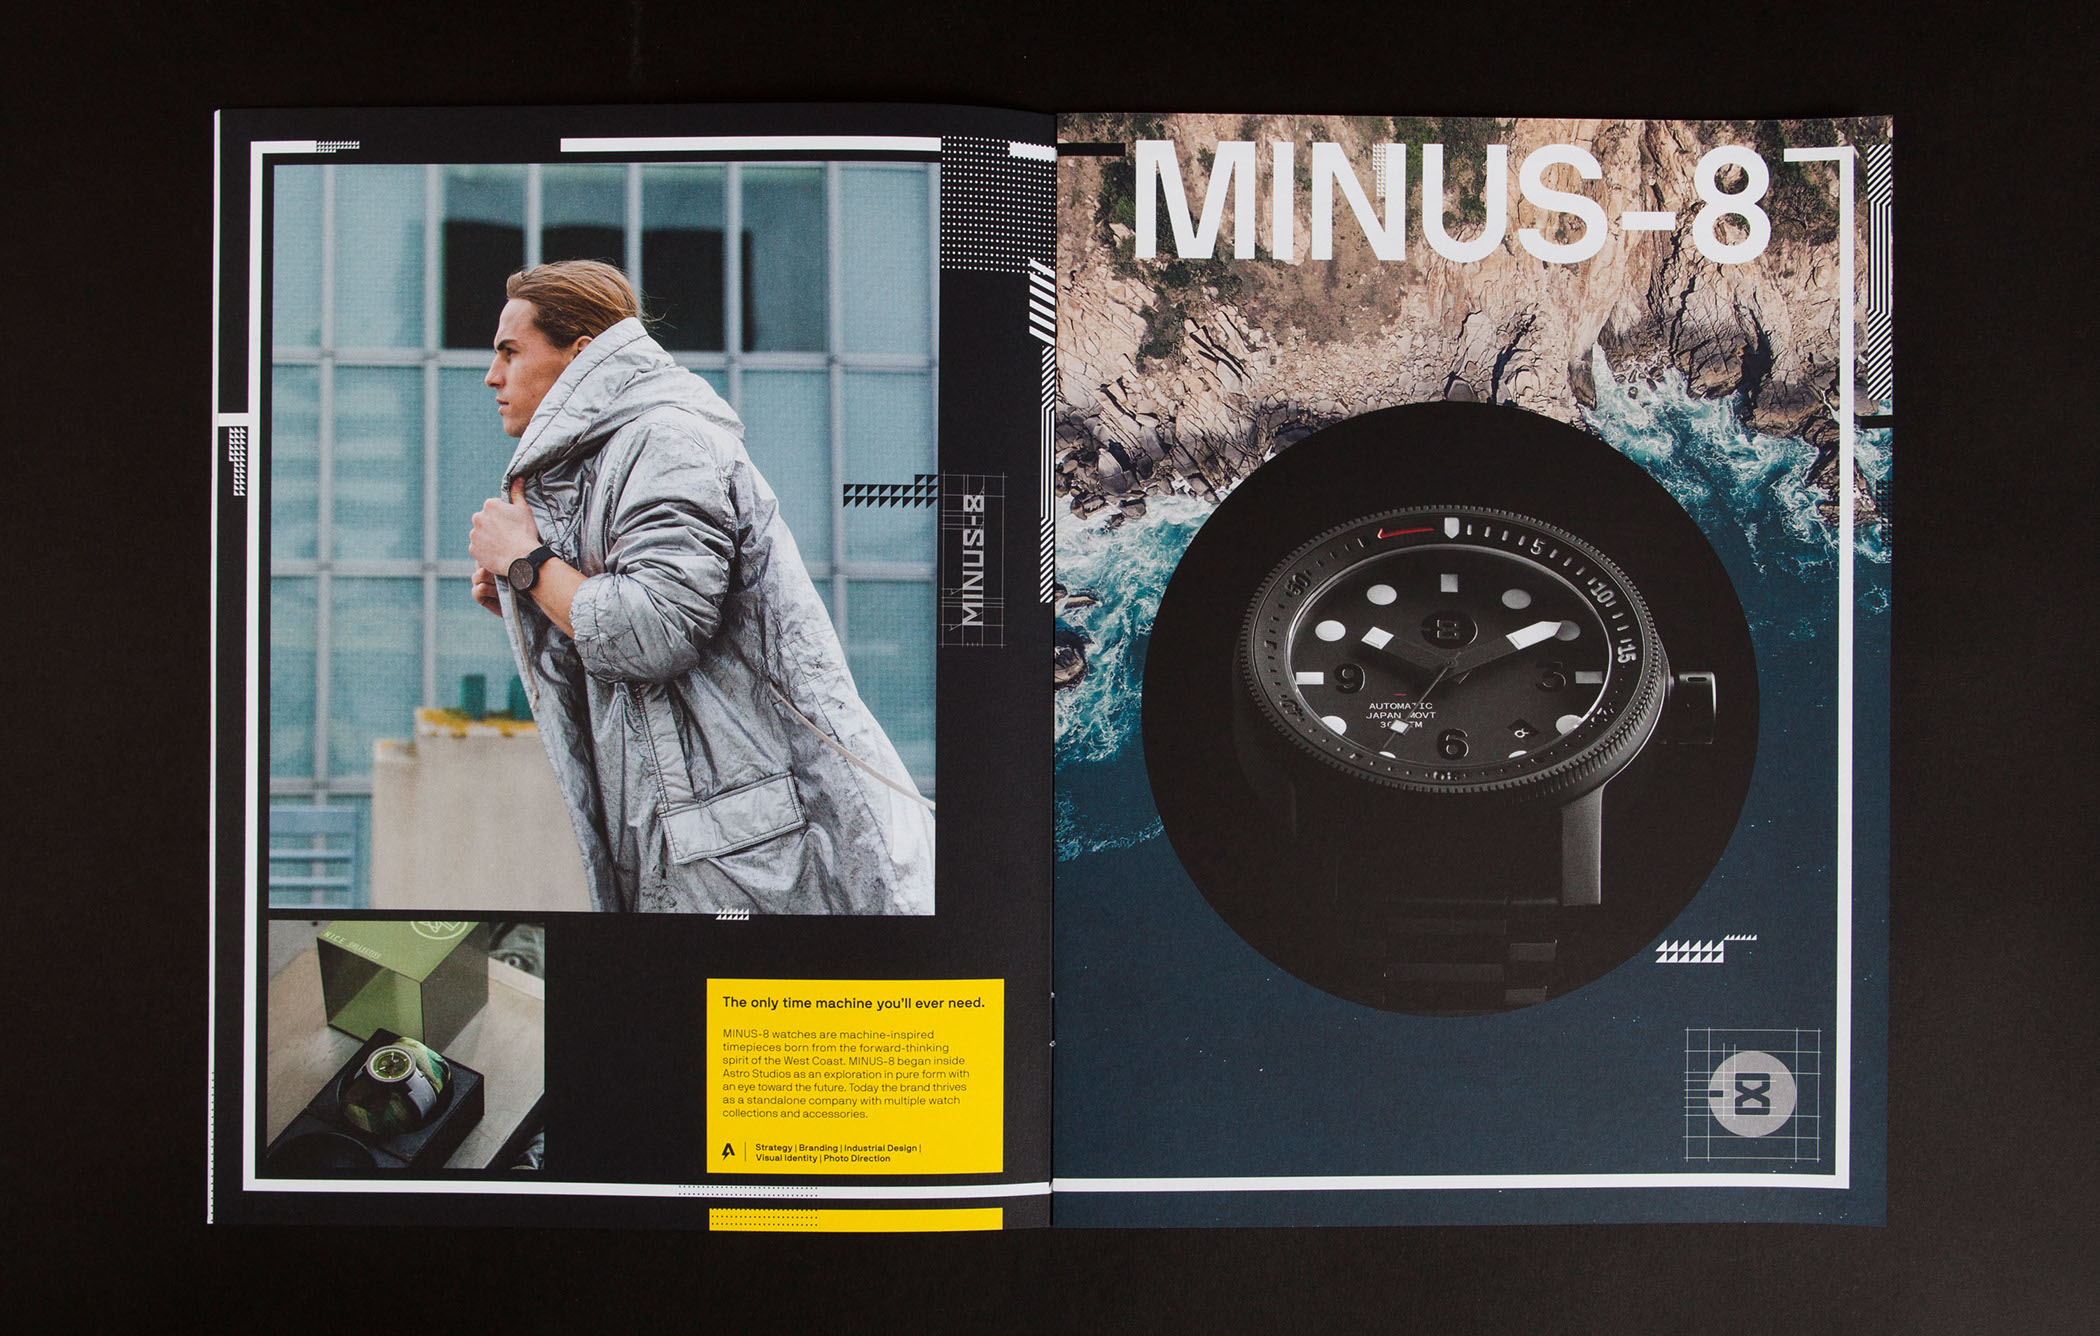 MINUS-8
NICE COLLECTIVE
The only time machine you'll ever need.
MINUS-8 watches are machine-inspired
timepieces born from the forward-thinking
spirit of the West Coast. MINUS-8 began inside
Astro Studios as an exploration in pure form with
an eye toward the future. Today the brand thrives
as a standalone company with multiple watch
collections and accessories.
Strategy | Branding | Industrial Design |
Visual Identity | Photo Direction
MINUS-8
5
10
15
50
9
3
6
AUTOMATIC
JAPAN MOVT
8